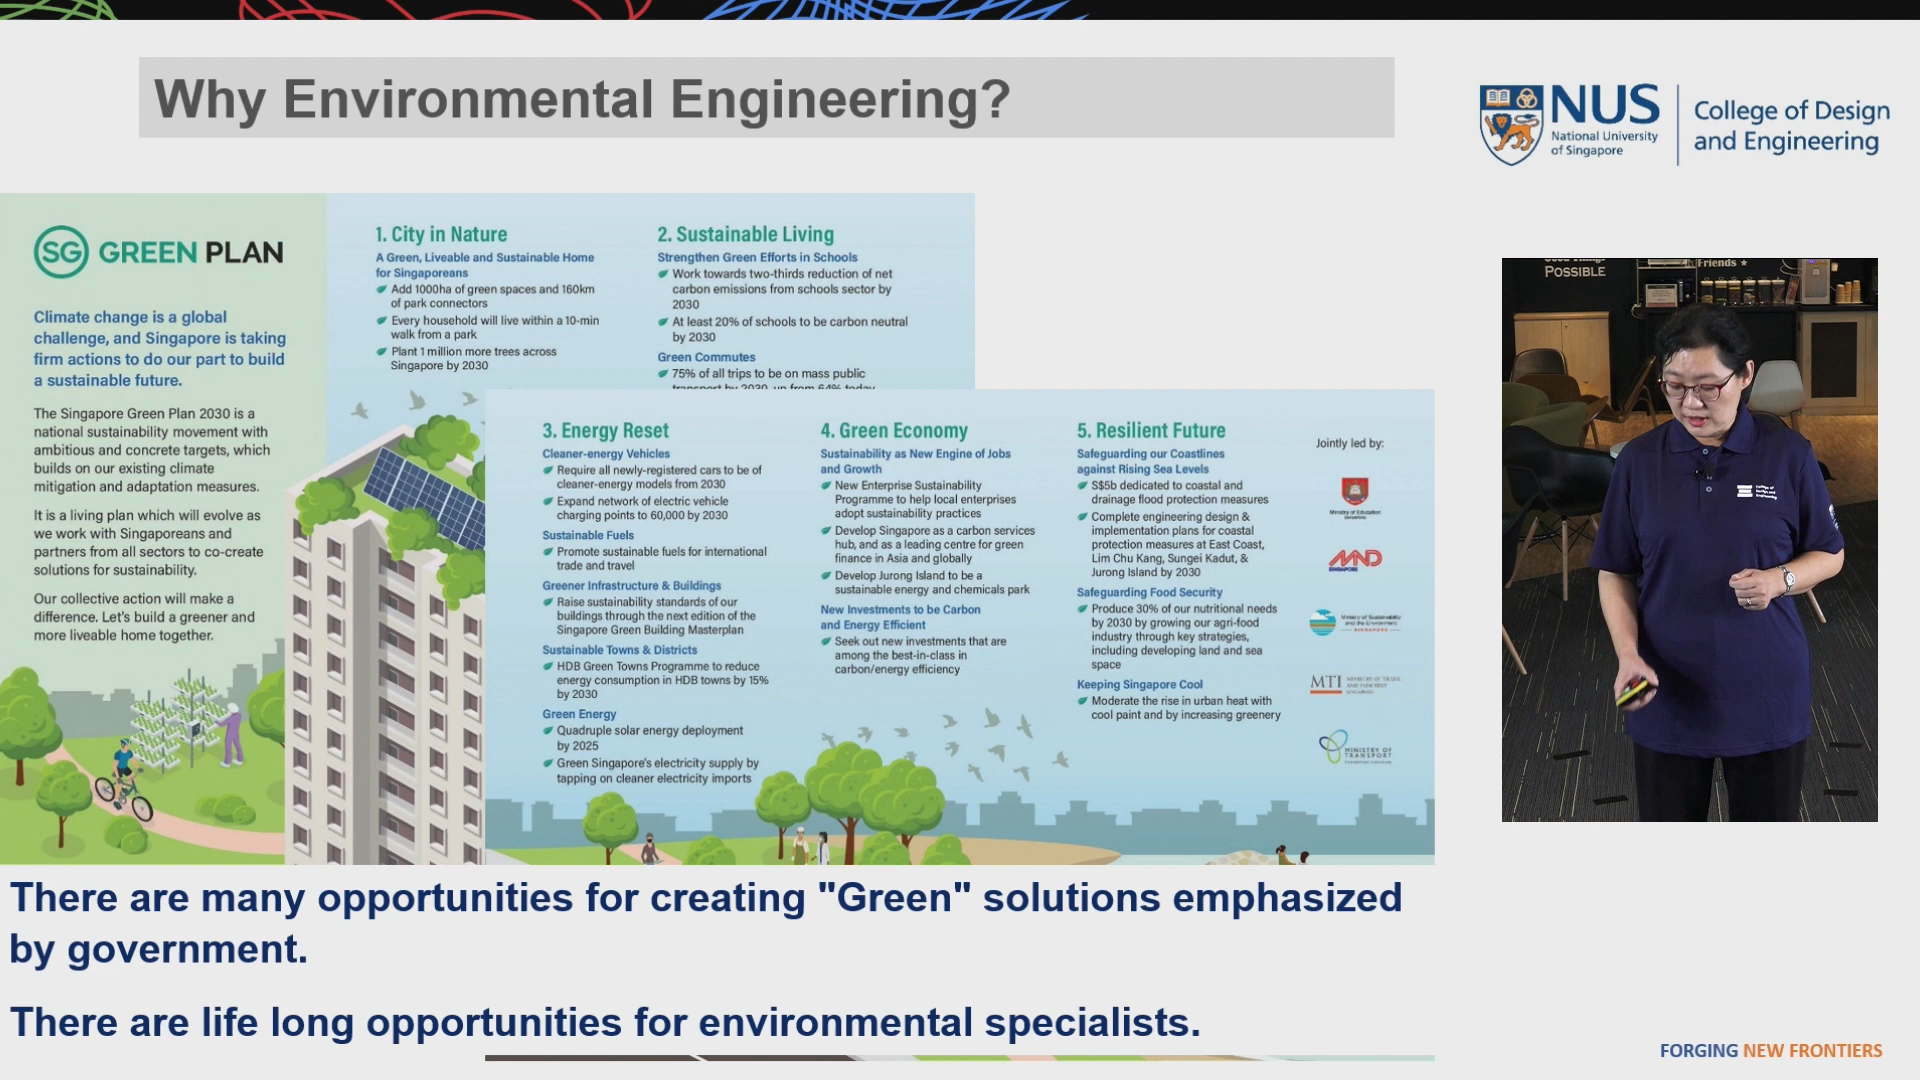 Why Environmental Engineering?
NUS
National University
of Singapore
College of Design
and Engineering
SG GREEN PLAN
Climate change is a global
challenge, and Singapore is taking
firm actions to do our part to build
a sustainable future.
The Singapore Green Plan 2030 is a
national sustainability movement with
ambitious and concrete targets, which
builds on our existing climate
mitigation and adaptation measures.
It is a living plan which will evolve as
we work with Singaporeans and
partners from all sectors to co-create
solutions for sustainability.
Our collective action will make a
difference. Let's build a greener and
more liveable home together.
1. City in Nature
A Green, Liveable and Sustainable Home
for Singaporeans
Add 1000ha of green spaces and 160km
of park connectors
Every household will live within a 10-min
walk from a park
Plant 1 million more trees across
Singapore by 2030
2. Sustainable Living
Strengthen Green Efforts in Schools
Work towards two-thirds reduction of net
carbon emissions from schools sector by
2030
At least 20% of schools to be carbon neutral
by 2030
Green Commutes
75% of all trips to be on mass public
transport by 2030, up from 64% today
3. Energy Reset
Cleaner-energy Vehicles
Require all newly-registered cars to be of
cleaner-energy models from 2030
Expand network of electric vehicle
charging points to 60,000 by 2030
Sustainable Fuels
Promote sustainable fuels for international
trade and travel
Greener Infrastructure & Buildings
Raise sustainability standards of our
buildings through the next edition of the
Singapore Green Building Masterplan
Sustainable Towns & Districts
HDB Green Towns Programme to reduce
energy consumption in HDB towns by 15%
by 2030
Green Energy
Quadruple solar energy deployment
by 2025
Green Singapore's electricity supply by
tapping on cleaner electricity imports
4. Green Economy
Sustainability as New Engine of Jobs
and Growth
New Enterprise Sustainability
Programme to help local enterprises
adopt sustainability practices
Develop Singapore as a carbon services
hub, and as a leading centre for green
finance in Asia and globally
Develop Jurong Island to be a
sustainable energy and chemicals park
New Investments to be Carbon
and Energy Efficient
Seek out new investments that are
among the best-in-class in
carbon/energy efficiency
5. Resilient Future
Safeguarding our Coastlines
against Rising Sea Levels
S$5b dedicated to coastal and
drainage flood protection measures
Complete engineering design &
implementation plans for coastal
protection measures at East Coast,
Lim Chu Kang, Sungei Kadut, &
Jurong Island by 2030
Safeguarding Food Security
Produce 30% of our nutritional needs
by 2030 by growing our agri-food
industry through key strategies,
including developing land and sea
space
Keeping Singapore Cool
Moderate the rise in urban heat with
cool paint and by increasing greenery
Jointly led by:
Ministry of Education
MND
SINGAPORE
Ministry of Sustainability
and the Environment
SINGAPORE
MTI
MINISTRY OF
TRANSPORT
POSSIBLE
Friends
There are many opportunities for creating "Green" solutions emphasized
by government.
There are life long opportunities for environmental specialists.
FORGING NEW FRONTIERS